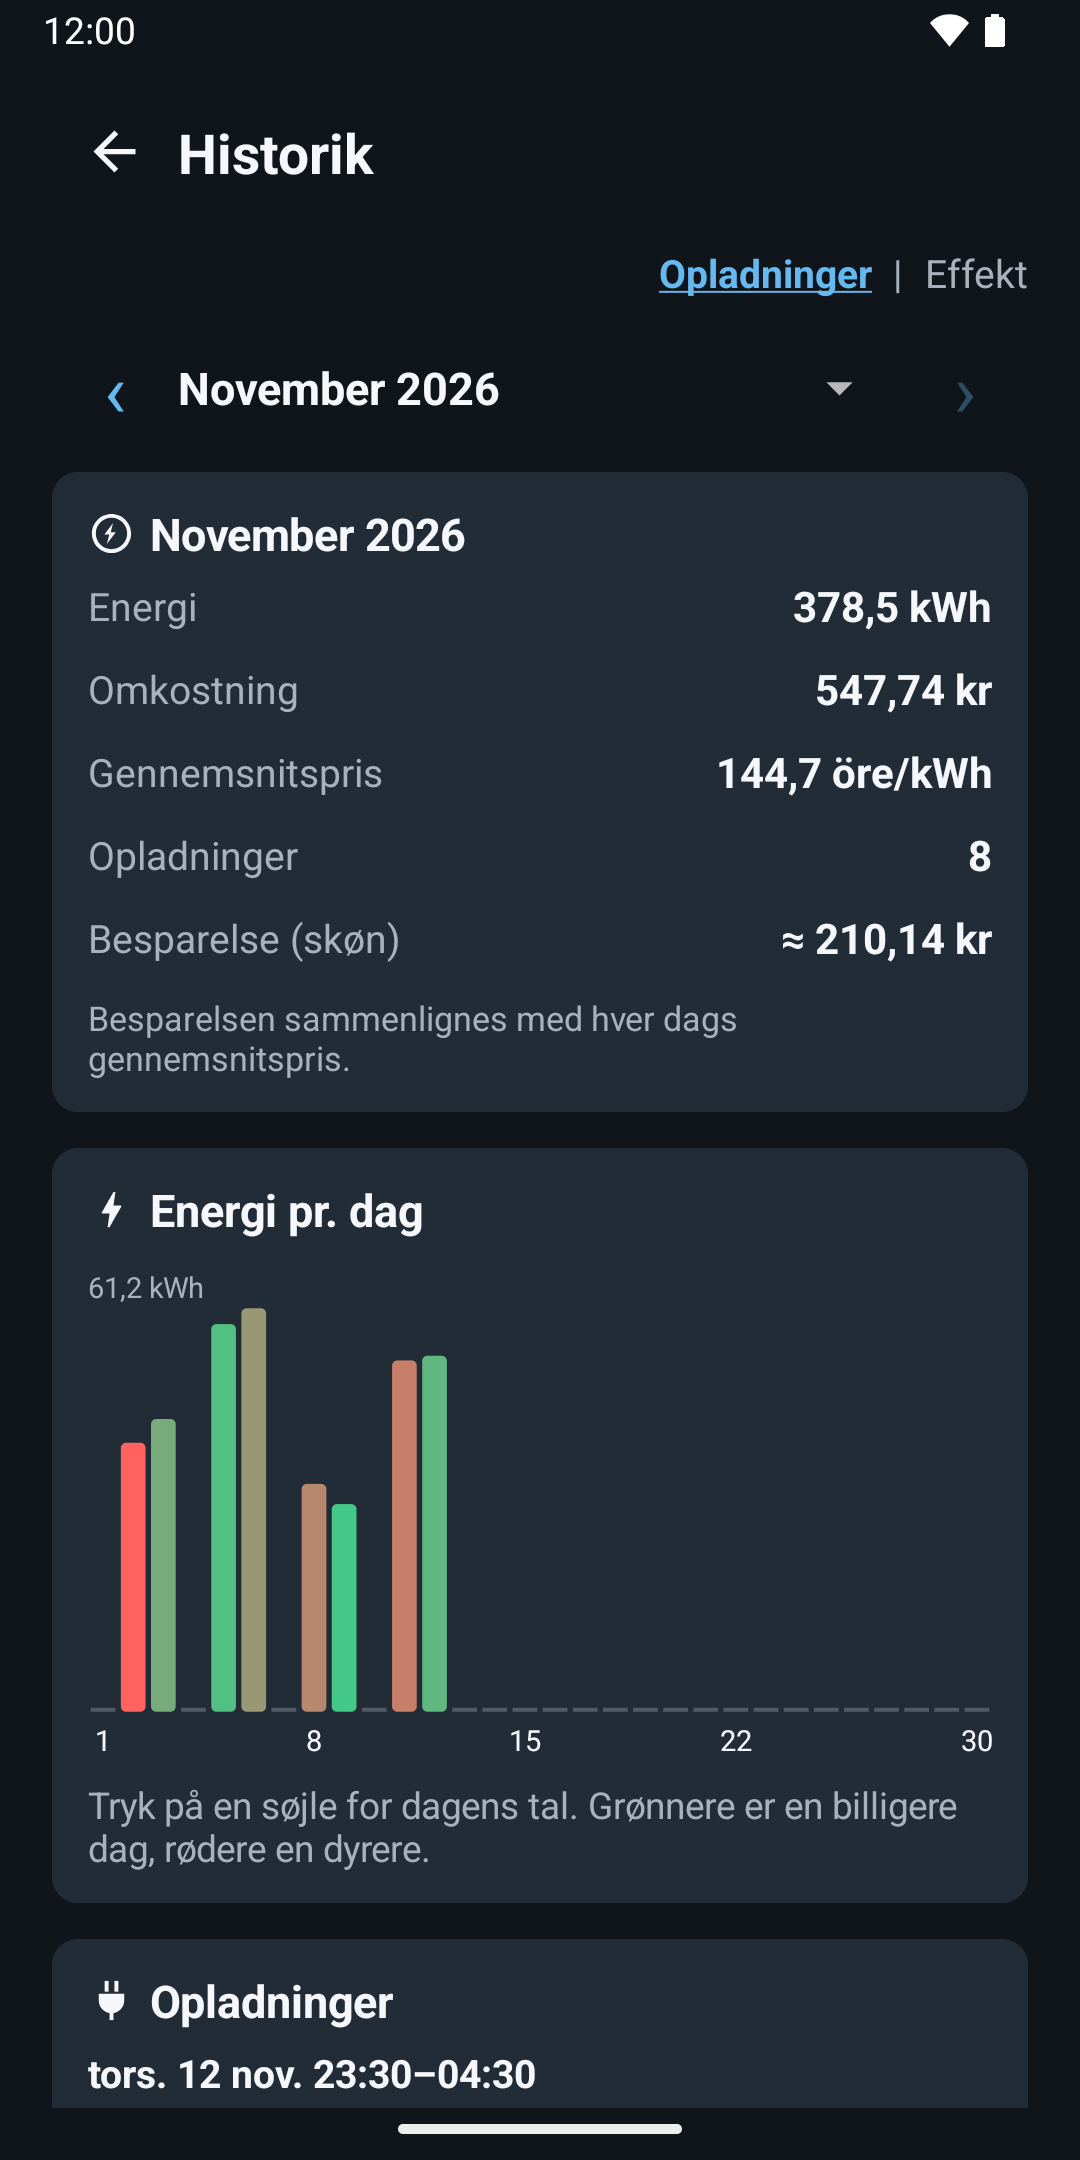 12:00
Historik
Opladninger | Effekt
‹ November 2026 ›
November 2026
Energi 378,5 kWh
Omkostning 547,74 kr
Gennemsnitspris 144,7 öre/kWh
Opladninger 8
Besparelse (skøn) ≈ 210,14 kr
Besparelsen sammenlignes med hver dags
gennemsnitspris.
Energi pr. dag
61,2 kWh
1 8 15 22 30
Tryk på en søjle for dagens tal. Grønnere er en billigere
dag, rødere en dyrere.
Opladninger
tors. 12 nov. 23:30–04:30